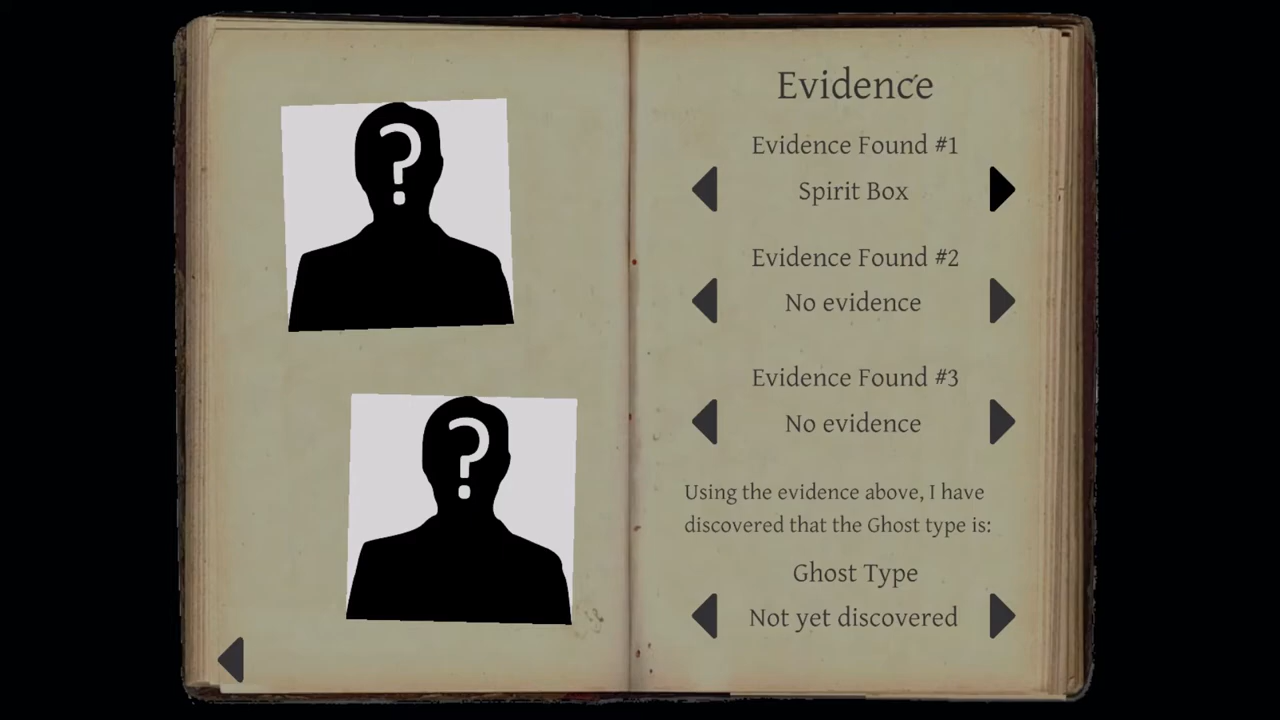 ?
?
Evidence
Evidence Found #1
Spirit Box
Evidence Found #2
No evidence
Evidence Found #3
No evidence
Using the evidence above, I have
discovered that the Ghost type is:
Ghost Type
Not yet discovered